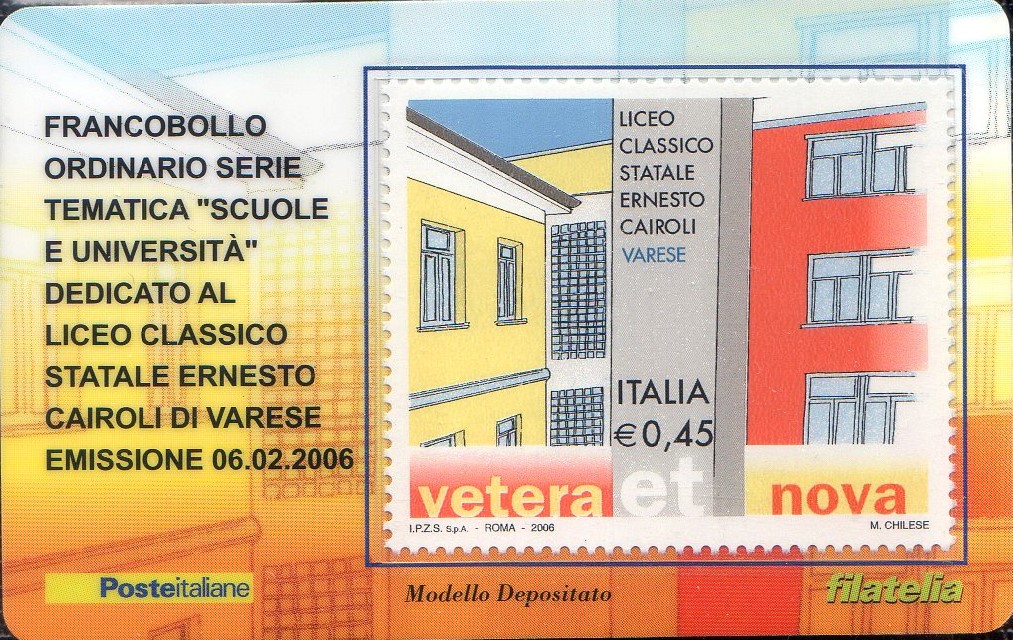 FRANCOBOLLO
ORDINARIO SERIE
TEMATICA "SCUOLE
E UNIVERSITÀ"
DEDICATO AL
LICEO CLASSICO
STATALE ERNESTO
CAIROLI DI VARESE
EMISSIONE 06.02.2006
LICEO
CLASSICO
STATALE
ERNESTO
CAIROLI
VARESE
ITALIA
€0,45
vetera et nova
I.P.Z.S. S.p.A. - ROMA - 2006
M. CHILESE
Posteitaliane
Modello Depositato
filatelia